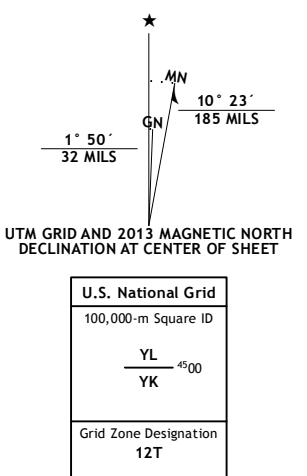 MN
GN
10° 23´
185 MILS
1° 50´
32 MILS
UTM GRID AND 2013 MAGNETIC NORTH
DECLINATION AT CENTER OF SHEET
U.S. National Grid
100,000-m Square ID
YL
4500
YK
Grid Zone Designation
12T